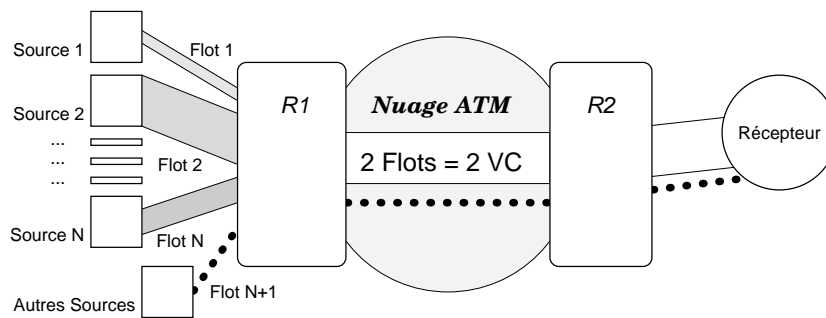 Source 1
Flot 1
Source 2
...
...
...
Flot 2
Source N
Flot N
Autres Sources
Flot N+1
R1
Nuage ATM
2 Flots = 2 VC
R2
Récepteur